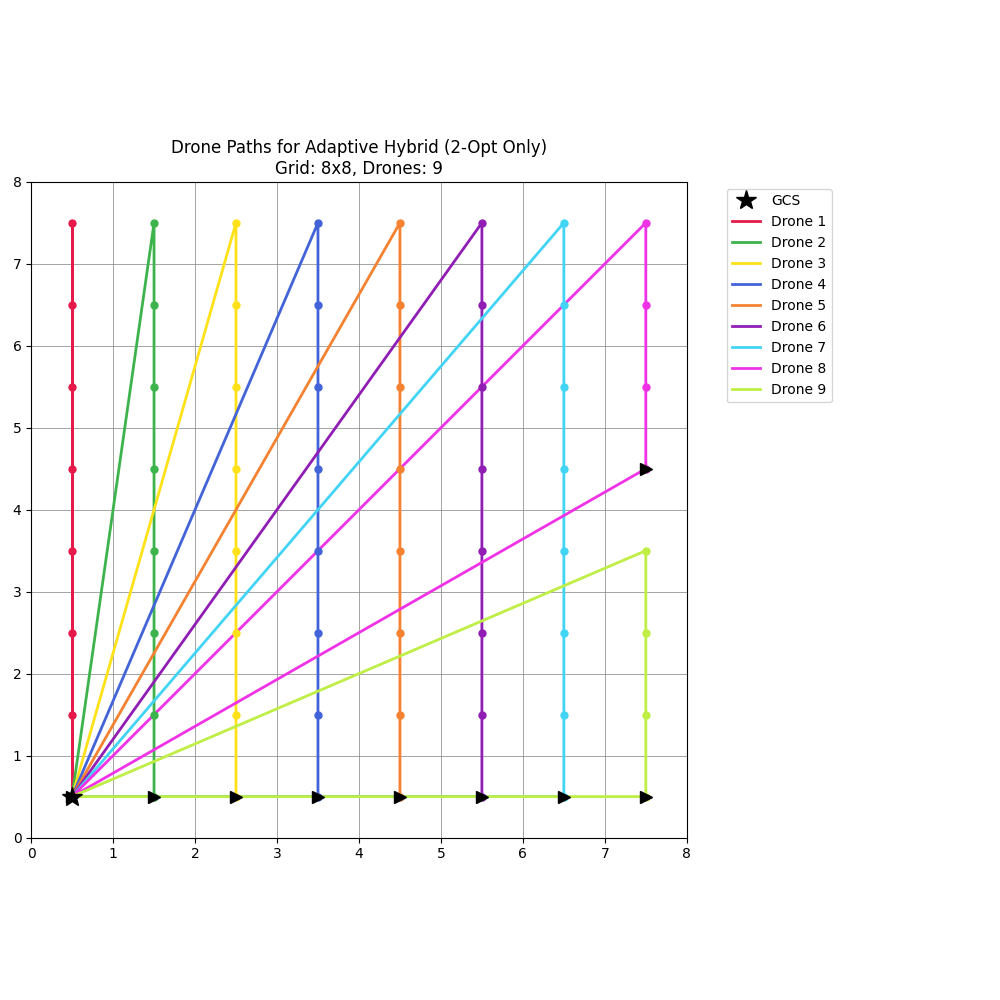 Drone Paths for Adaptive Hybrid (2-Opt Only)
Grid: 8x8, Drones: 9
8
7
6
5
4
3
2
1
0
0 1 2 3 4 5 6 7 8
GCS
Drone 1
Drone 2
Drone 3
Drone 4
Drone 5
Drone 6
Drone 7
Drone 8
Drone 9